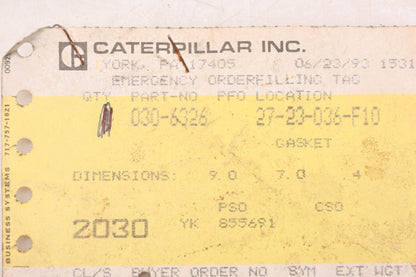 CATERPILLAR INC.
YORK, PA 17405 06/23/93 1531
EMERGENCY ORDERFILLING TAG
QTY PART-NO PFO LOCATION
030-6326 27-23-036-F10
GASKET
DIMENSIONS: 9.0 7.0 .4
PSO CSO
2030 YK 855691
CL/S BUYER ORDER NO SYM EXT WGT
BUSINESS SYSTEMS 717-757-1821